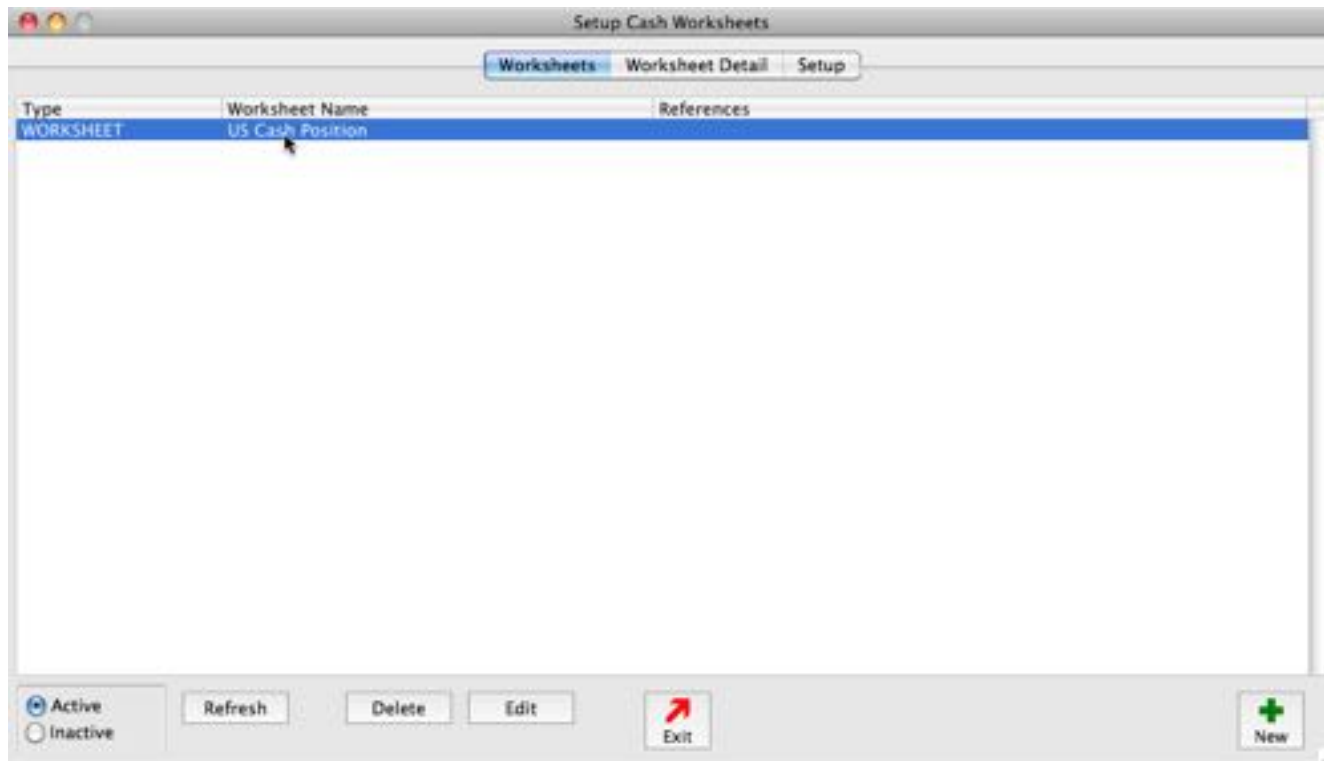 Setup Cash Worksheets
Worksheets Worksheet Detail Setup
Type Worksheet Name References
WORKSHEET US Cash Position
Active Refresh Delete Edit
Inactive Exit New